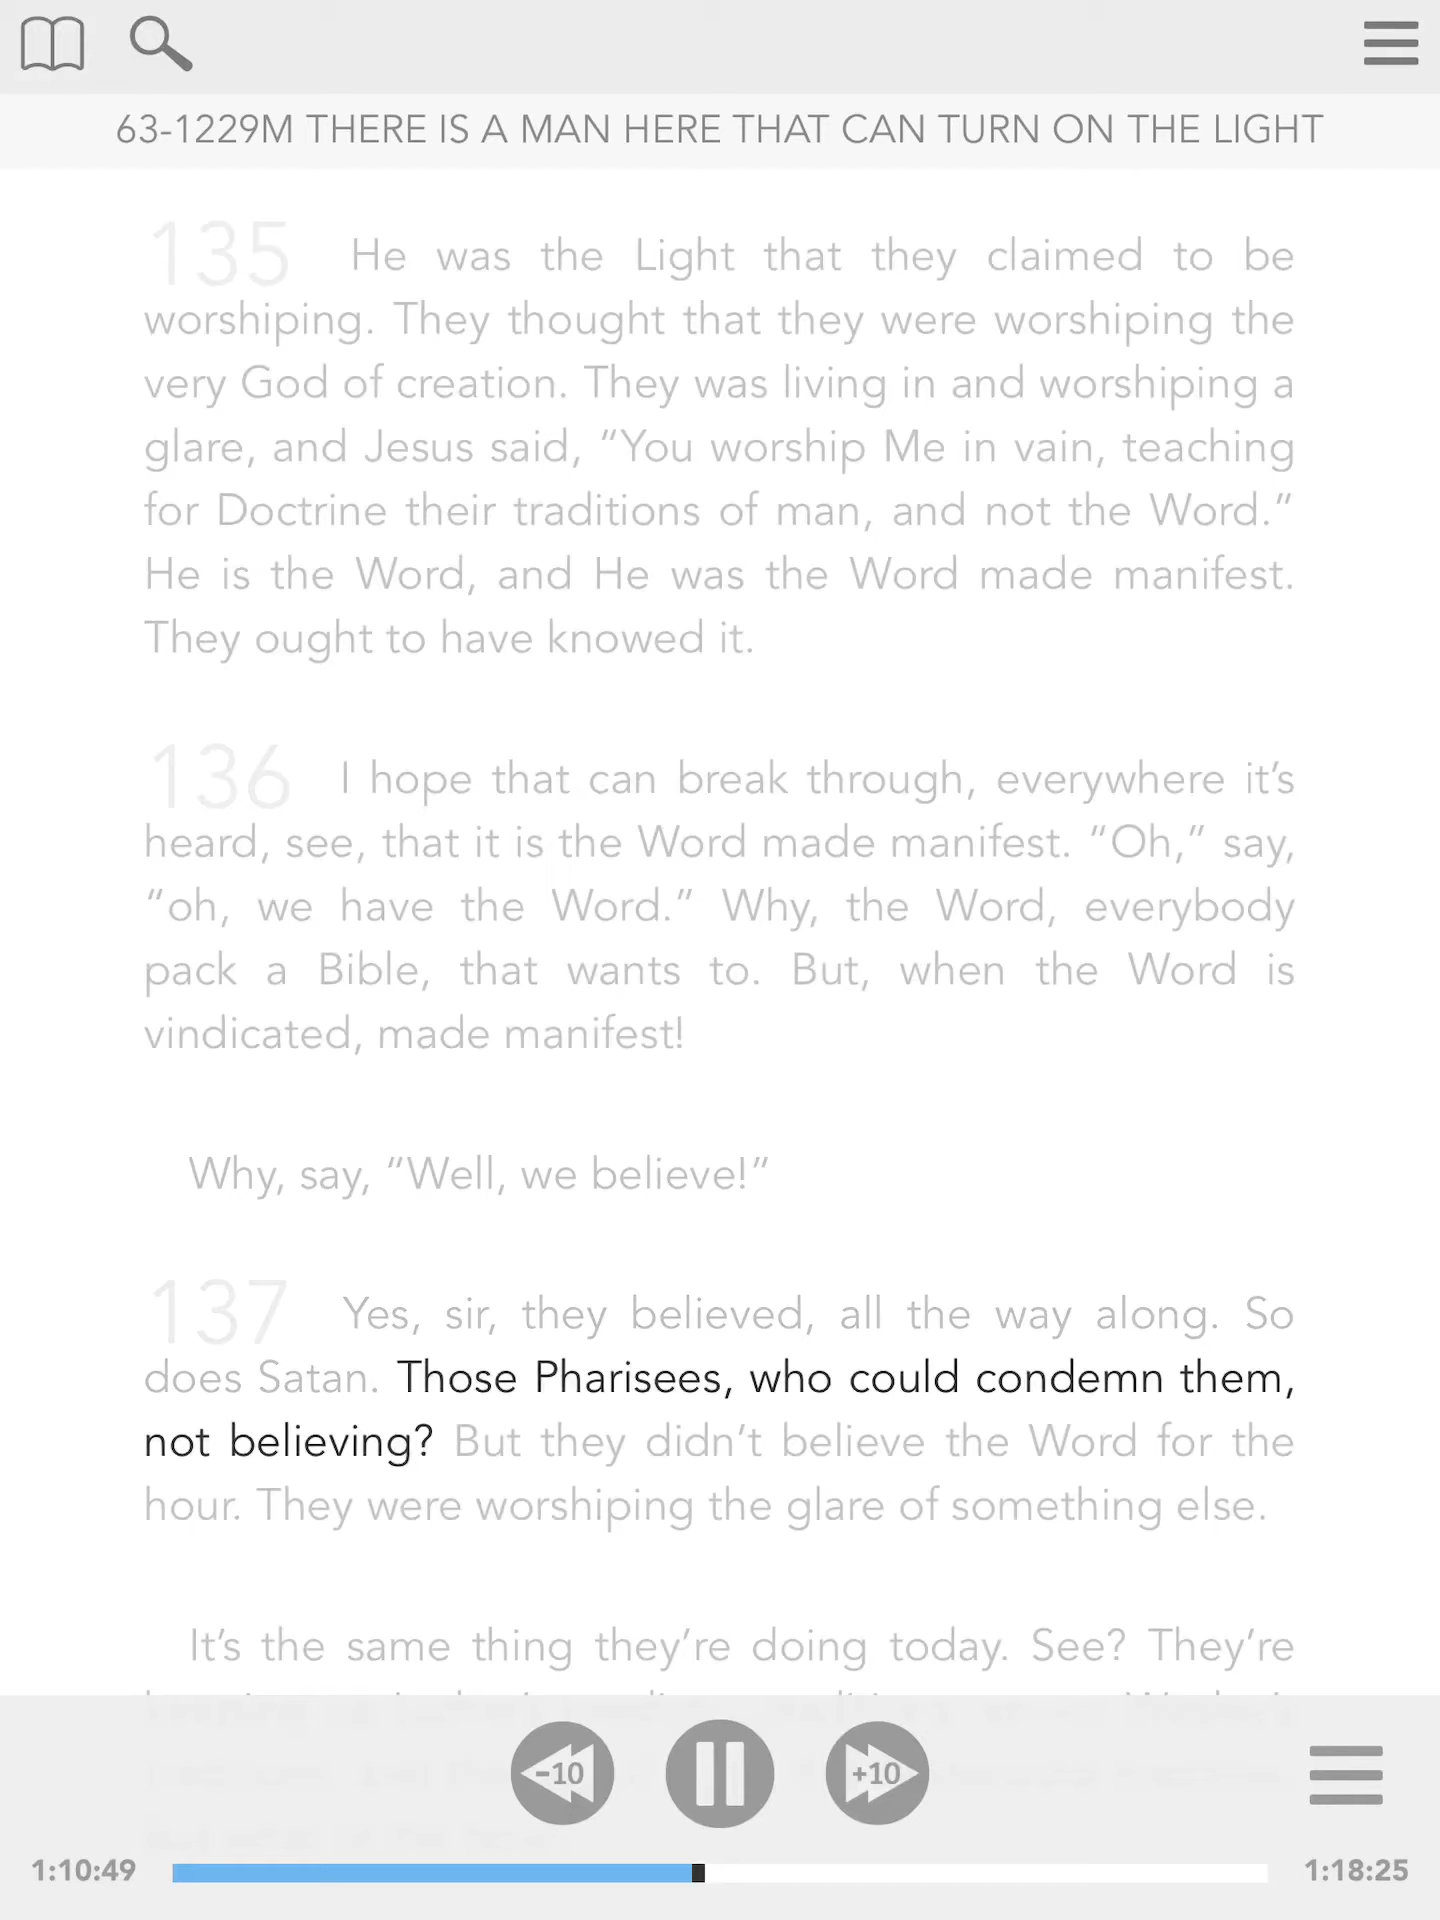 63-1229M THERE IS A MAN HERE THAT CAN TURN ON THE LIGHT
135 He was the Light that they claimed to be
worshiping. They thought that they were worshiping the
very God of creation. They was living in and worshiping a
glare, and Jesus said, “You worship Me in vain, teaching
for Doctrine their traditions of man, and not the Word.”
He is the Word, and He was the Word made manifest.
They ought to have knowed it.
136 I hope that can break through, everywhere it’s
heard, see, that it is the Word made manifest. “Oh,” say,
“oh, we have the Word.” Why, the Word, everybody
pack a Bible, that wants to. But, when the Word is
vindicated, made manifest!
Why, say, “Well, we believe!”
137 Yes, sir, they believed, all the way along. So
does Satan. Those Pharisees, who could condemn them,
not believing? But they didn’t believe the Word for the
hour. They were worshiping the glare of something else.
It’s the same thing they’re doing today. See? They’re
-10 +10
1:10:49 1:18:25